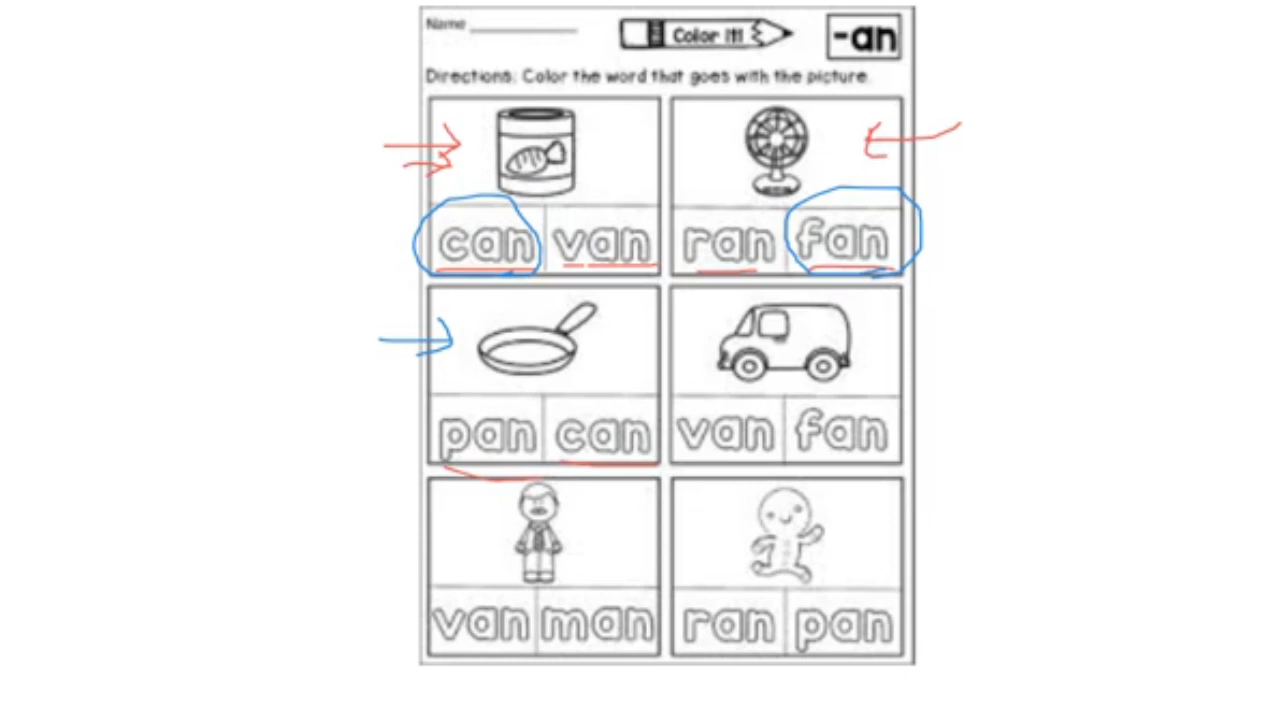 Name
Color It!
-an
Directions: Color the word that goes with the picture.
can van ran fan
pan can van fan
van man ran pan